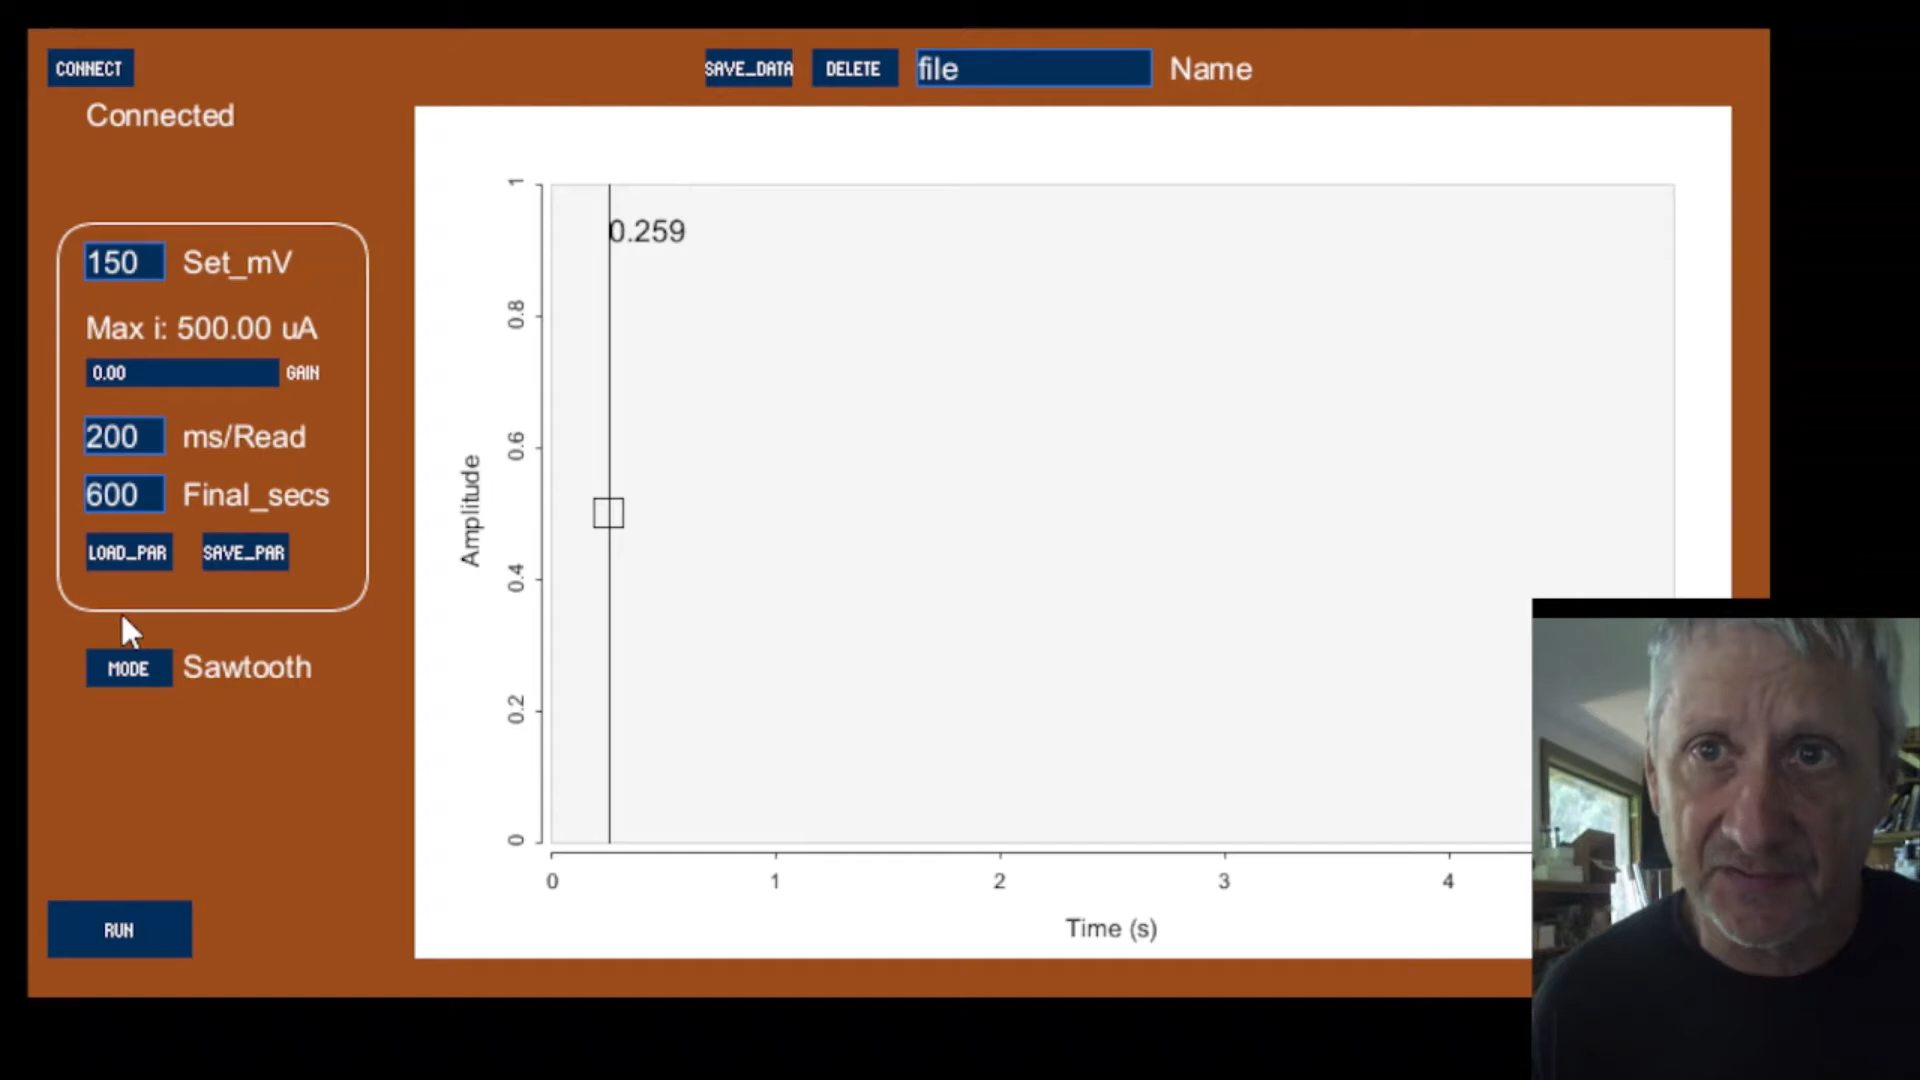 CONNECT
SAVE_DATA
DELETE
file
Name
Connected
150
Set_mV
Max i: 500.00 uA
0.00
GAIN
200
ms/Read
600
Final_secs
LOAD_PAR
SAVE_PAR
MODE
Sawtooth
RUN
0.259
1
0.8
0.6
0.4
0.2
0
Amplitude
0
1
2
3
4
Time (s)